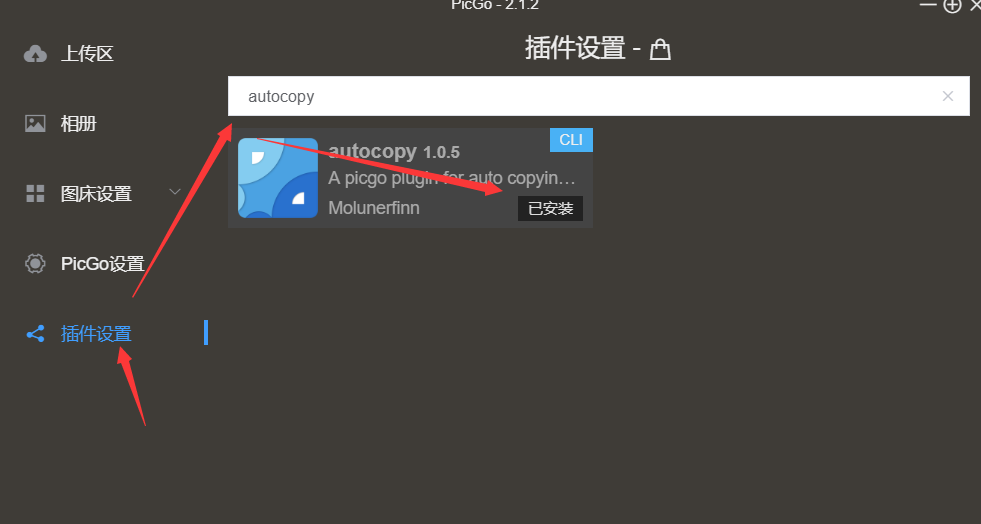 PicGo - 2.1.2
上传区
相册
图床设置
PicGo设置
插件设置
插件设置 -
autocopy
CLI
autocopy 1.0.5
A picgo plugin for auto copyin…
Molunerfinn
已安装